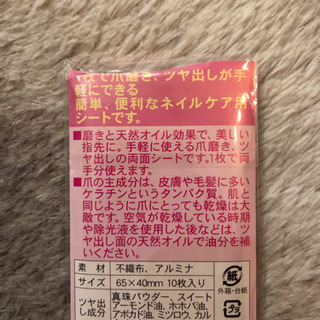 1枚で爪磨き、ツヤ出しが手
軽にできる
簡単、便利なネイルケア用
シートです。
●磨きと天然オイル効果で、美しい
指先に。手軽に使える爪磨き、ツ
ヤ出しの両面シートです。1枚で両
手分使えます。
●爪の主成分は、皮膚や毛髪に多い
ケラチンというタンパク質。肌と
同じように爪にとっても乾燥は大
敵です。空気が乾燥している時期
や除光液を使用した後などは、ツ
ヤ出し面の天然オイルで油分を補
いください。
素材 不織布、アルミナ
サイズ 65×40mm 10枚入り
ツヤ出し成分 真珠パウダー、スイート
アーモンド油、ホホバ油、
アボカド油、ミツロウ、カル
紙
外箱・台紙
プラ